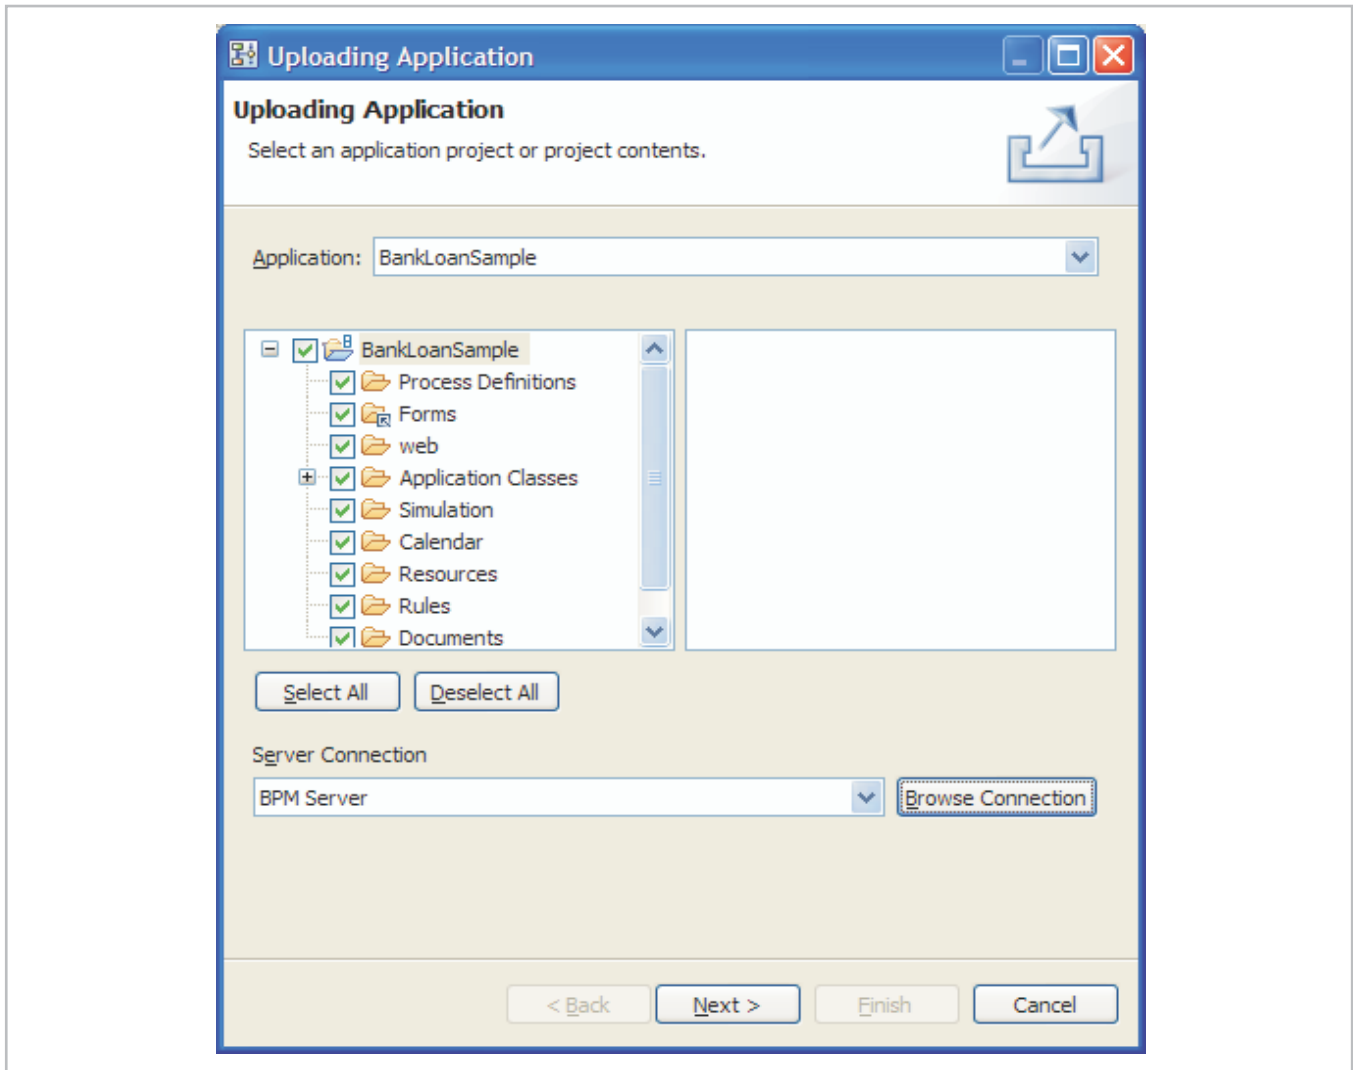 Uploading Application
Uploading Application
Select an application project or project contents.
Application: BankLoanSample
BankLoanSample
Process Definitions
Forms
web
Application Classes
Simulation
Calendar
Resources
Rules
Documents
Select All Deselect All
Server Connection
BPM Server Browse Connection
< Back Next > Finish Cancel